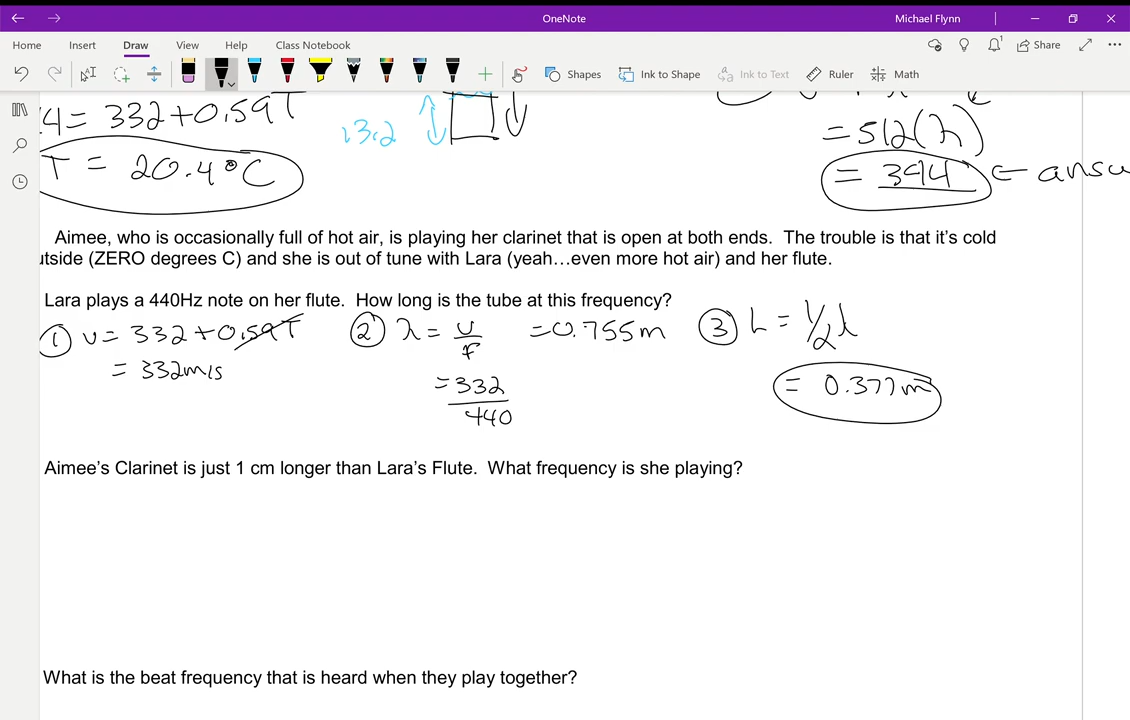 OneNote
Michael Flynn
Home Insert Draw View Help Class Notebook
Share
Shapes
Ink to Shape
Ink to Text
Ruler
Math
4 = 332 + 0.59T
T = 20.4°C
13.2
= 512(λ)
= 394 ← answ
Aimee, who is occasionally full of hot air, is playing her clarinet that is open at both ends. The trouble is that it's cold
utside (ZERO degrees C) and she is out of tune with Lara (yeah…even more hot air) and her flute.
Lara plays a 440Hz note on her flute. How long is the tube at this frequency?
① v = 332 + 0.59T
= 332 m/s
② λ = v/f = 0.755 m
= 332/440
③ L = 1/2 λ
= 0.377 m
Aimee's Clarinet is just 1 cm longer than Lara's Flute. What frequency is she playing?
What is the beat frequency that is heard when they play together?